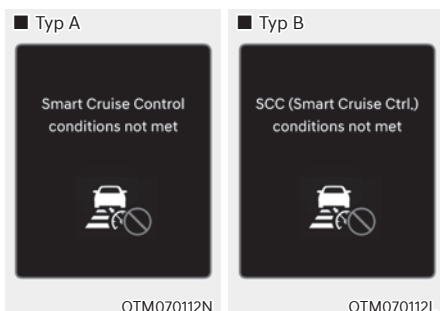 ■ Typ A
Smart Cruise Control
conditions not met
OTM070112N
■ Typ B
SCC (Smart Cruise Ctrl.)
conditions not met
OTM070112L